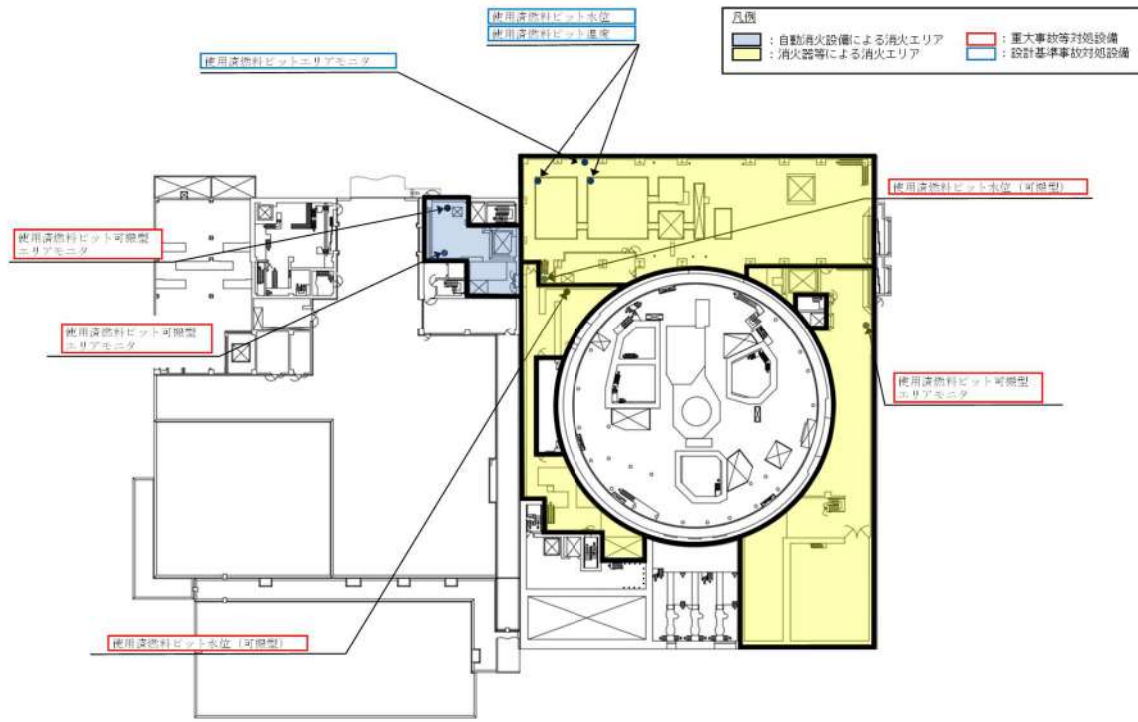 使用済燃料ピット水位
使用済燃料ピット温度
使用済燃料ピットエリアモニタ
凡例
：自動消火設備による消火エリア
：消火器等による消火エリア
：重大事故等対処設備
：設計基準事故対処設備
使用済燃料ピット水位（可搬型）
使用済燃料ピット可搬型
エリアモニタ
使用済燃料ピット可搬型
エリアモニタ
使用済燃料ピット可搬型
エリアモニタ
使用済燃料ピット水位（可搬型）